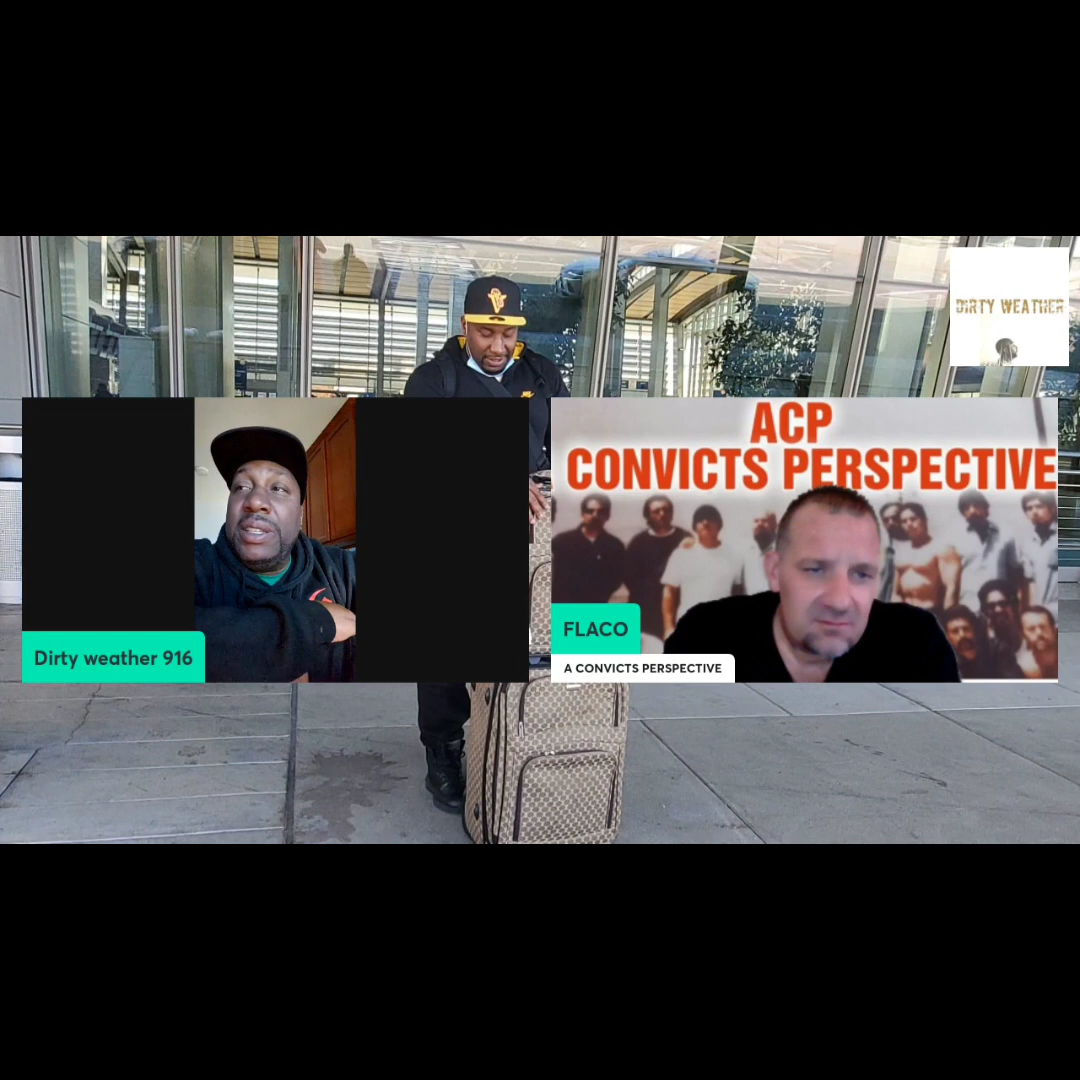 DIRTY WEATHER
ACP
CONVICTS PERSPECTIVE
Dirty weather 916
FLACO
A CONVICTS PERSPECTIVE